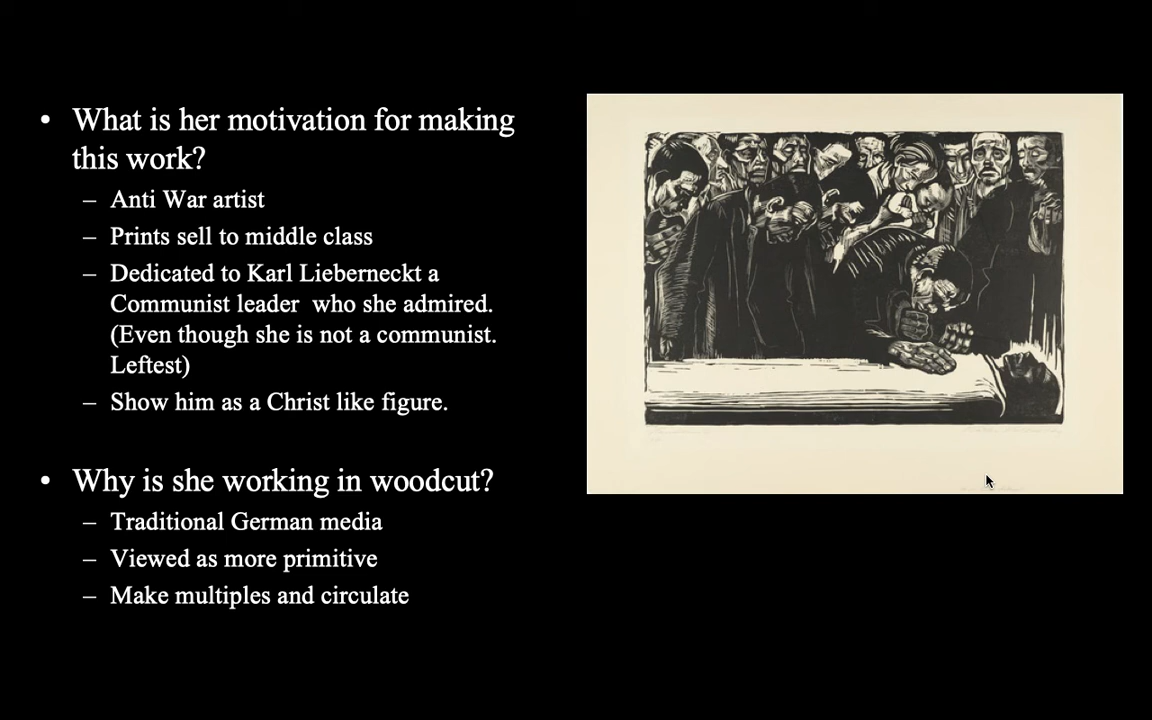 • What is her motivation for making
this work?
– Anti War artist
– Prints sell to middle class
– Dedicated to Karl Lieberneckt a
Communist leader who she admired.
(Even though she is not a communist.
Leftest)
– Show him as a Christ like figure.
• Why is she working in woodcut?
– Traditional German media
– Viewed as more primitive
– Make multiples and circulate